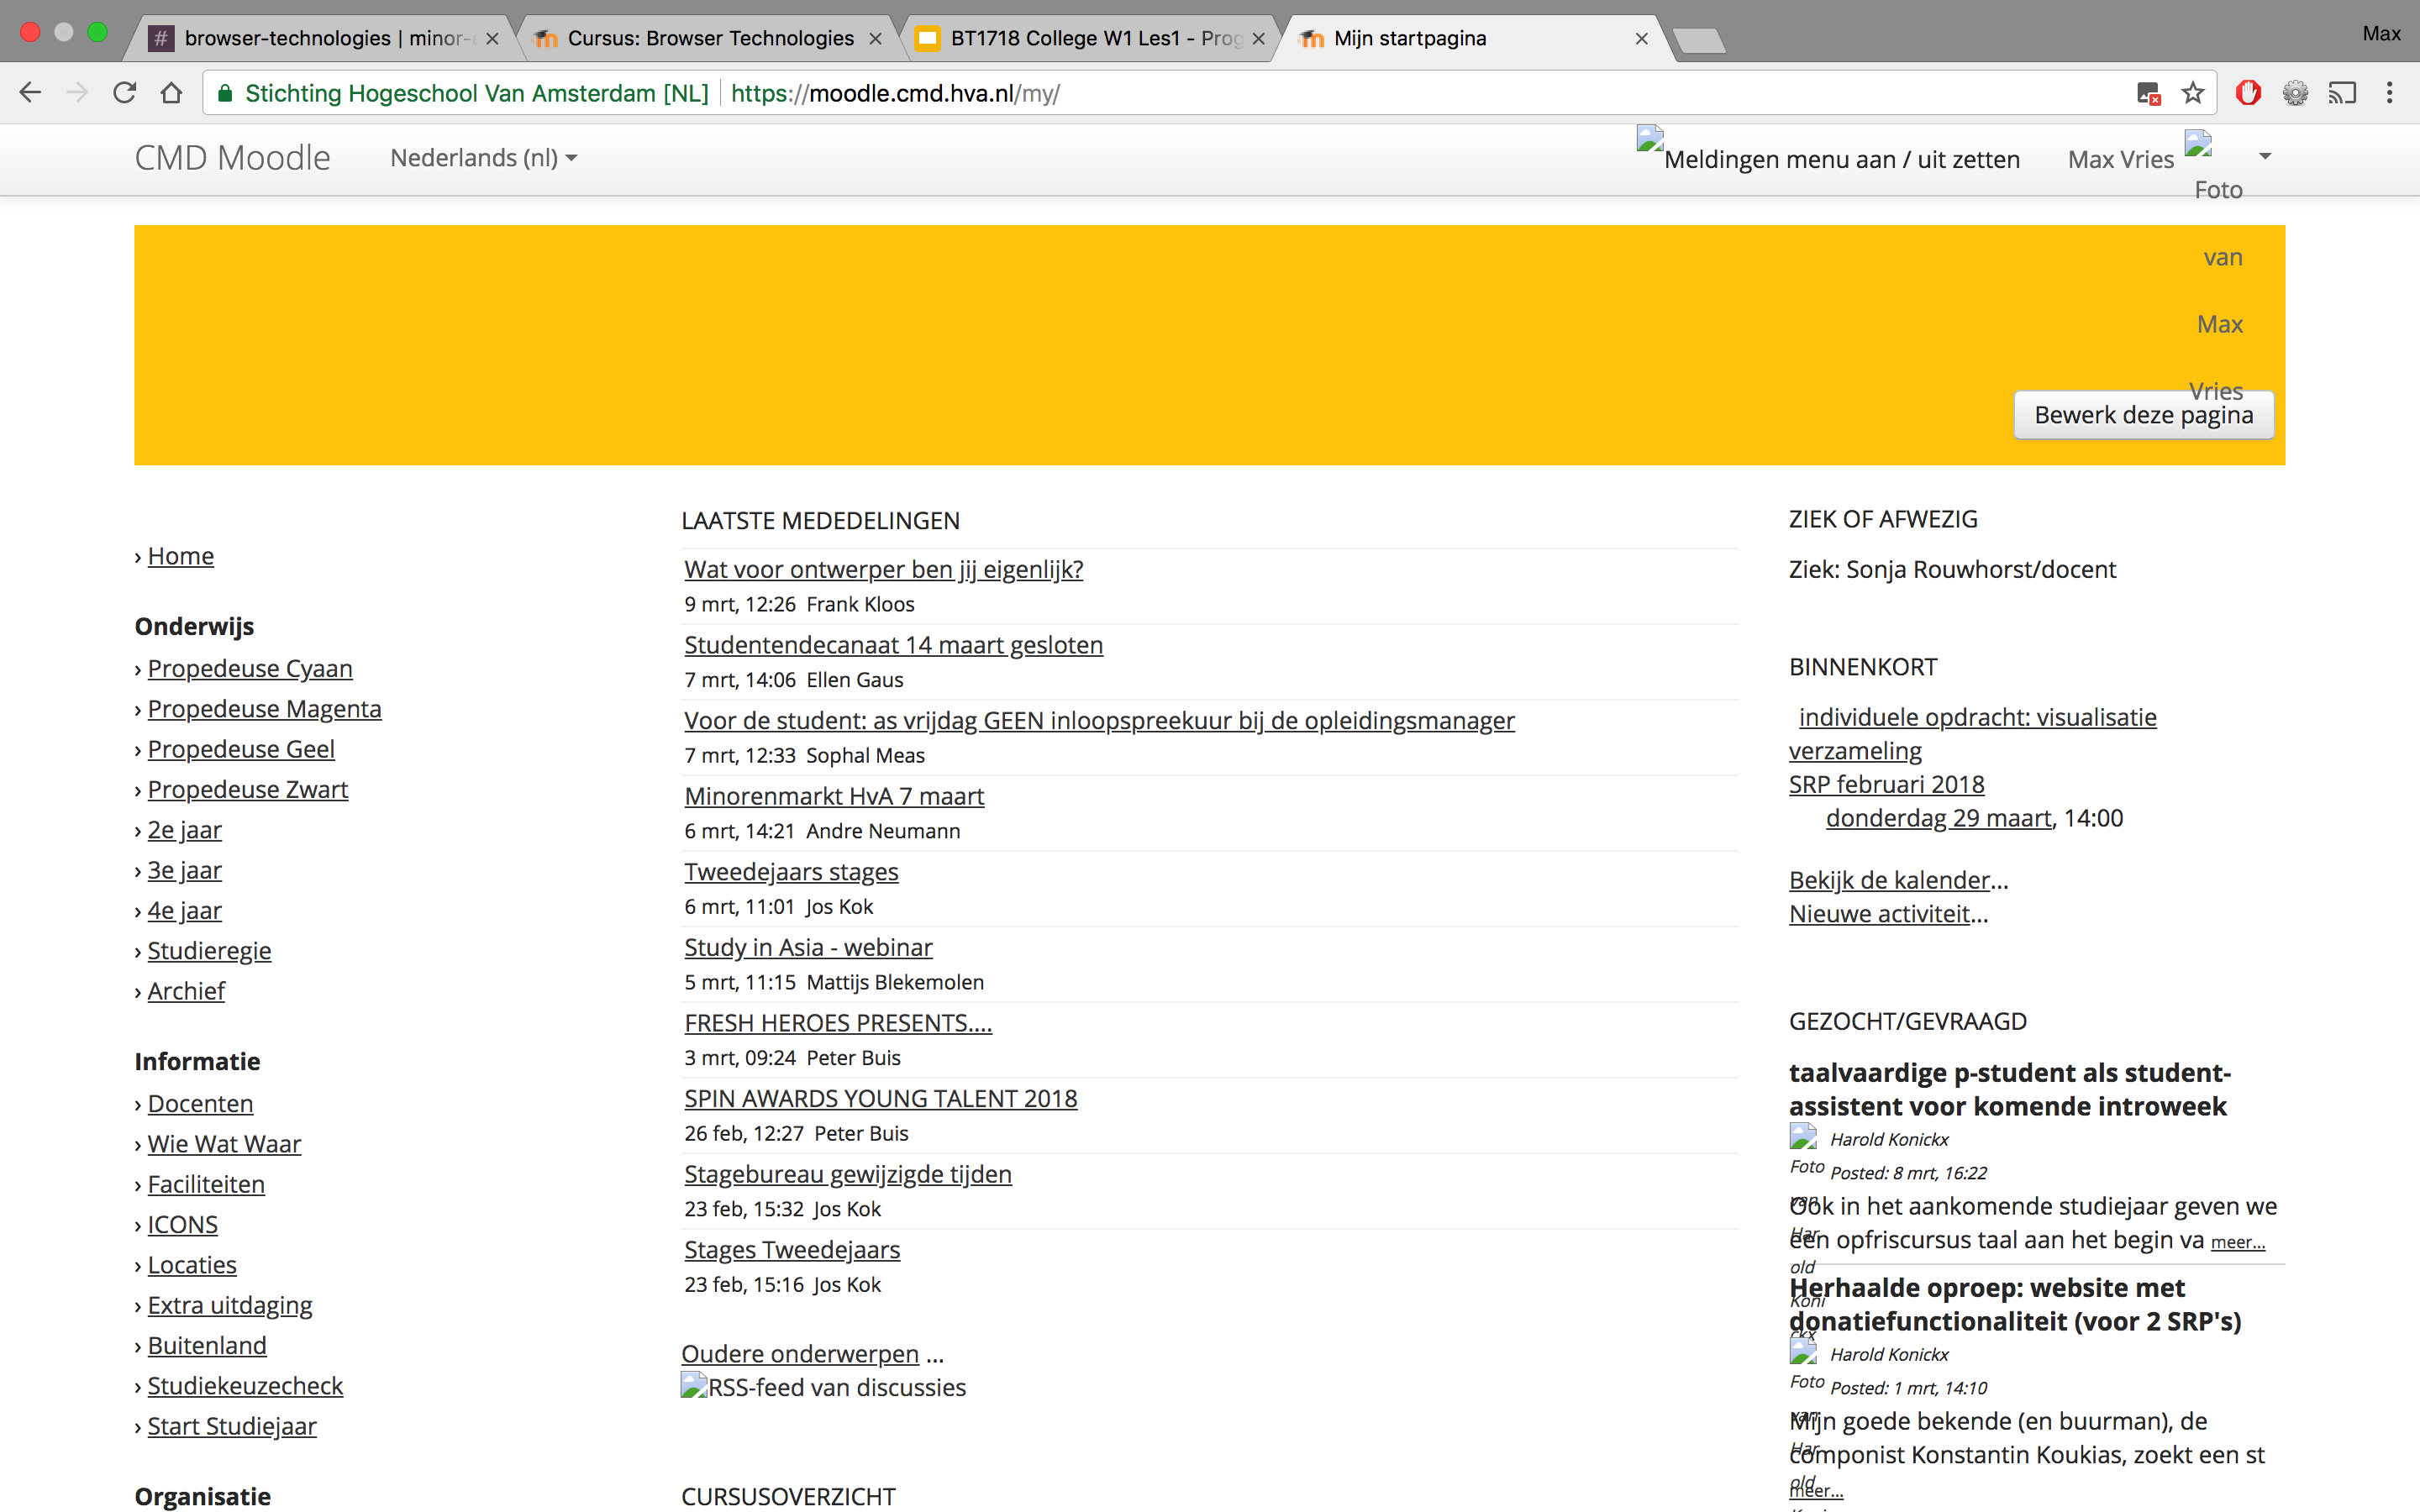 browser-technologies | minor-
Cursus: Browser Technologies
BT1718 College W1 Les1 - Prog
Mijn startpagina
Max
Stichting Hogeschool Van Amsterdam [NL]
https://moodle.cmd.hva.nl/my/
CMD Moodle
Nederlands (nl)
Meldingen menu aan / uit zetten
Max Vries
Foto
van
Max
Vries
Bewerk deze pagina
› Home
Onderwijs
› Propedeuse Cyaan
› Propedeuse Magenta
› Propedeuse Geel
› Propedeuse Zwart
› 2e jaar
› 3e jaar
› 4e jaar
› Studieregie
› Archief
Informatie
› Docenten
› Wie Wat Waar
› Faciliteiten
› ICONS
› Locaties
› Extra uitdaging
› Buitenland
› Studiekeuzecheck
› Start Studiejaar
Organisatie
LAATSTE MEDEDELINGEN
Wat voor ontwerper ben jij eigenlijk?
9 mrt, 12:26 Frank Kloos
Studentendecanaat 14 maart gesloten
7 mrt, 14:06 Ellen Gaus
Voor de student: as vrijdag GEEN inloopspreekuur bij de opleidingsmanager
7 mrt, 12:33 Sophal Meas
Minorenmarkt HvA 7 maart
6 mrt, 14:21 Andre Neumann
Tweedejaars stages
6 mrt, 11:01 Jos Kok
Study in Asia - webinar
5 mrt, 11:15 Mattijs Blekemolen
FRESH HEROES PRESENTS....
3 mrt, 09:24 Peter Buis
SPIN AWARDS YOUNG TALENT 2018
26 feb, 12:27 Peter Buis
Stagebureau gewijzigde tijden
23 feb, 15:32 Jos Kok
Stages Tweedejaars
23 feb, 15:16 Jos Kok
Oudere onderwerpen ...
RSS-feed van discussies
CURSUSOVERZICHT
ZIEK OF AFWEZIG
Ziek: Sonja Rouwhorst/docent
BINNENKORT
individuele opdracht: visualisatie
verzameling
SRP februari 2018
donderdag 29 maart, 14:00
Bekijk de kalender...
Nieuwe activiteit...
GEZOCHT/GEVRAAGD
taalvaardige p-student als student-
assistent voor komende introweek
Harold Konickx
Foto
Posted: 8 mrt, 16:22
van
Ook in het aankomende studiejaar geven we
Har
een opfriscursus taal aan het begin va meer...
old
Koni
Herhaalde oproep: website met
ckx
donatiefunctionaliteit (voor 2 SRP's)
Harold Konickx
Foto
Posted: 1 mrt, 14:10
van
Mijn goede bekende (en buurman), de
Har
componist Konstantin Koukias, zoekt een st
old
meer...